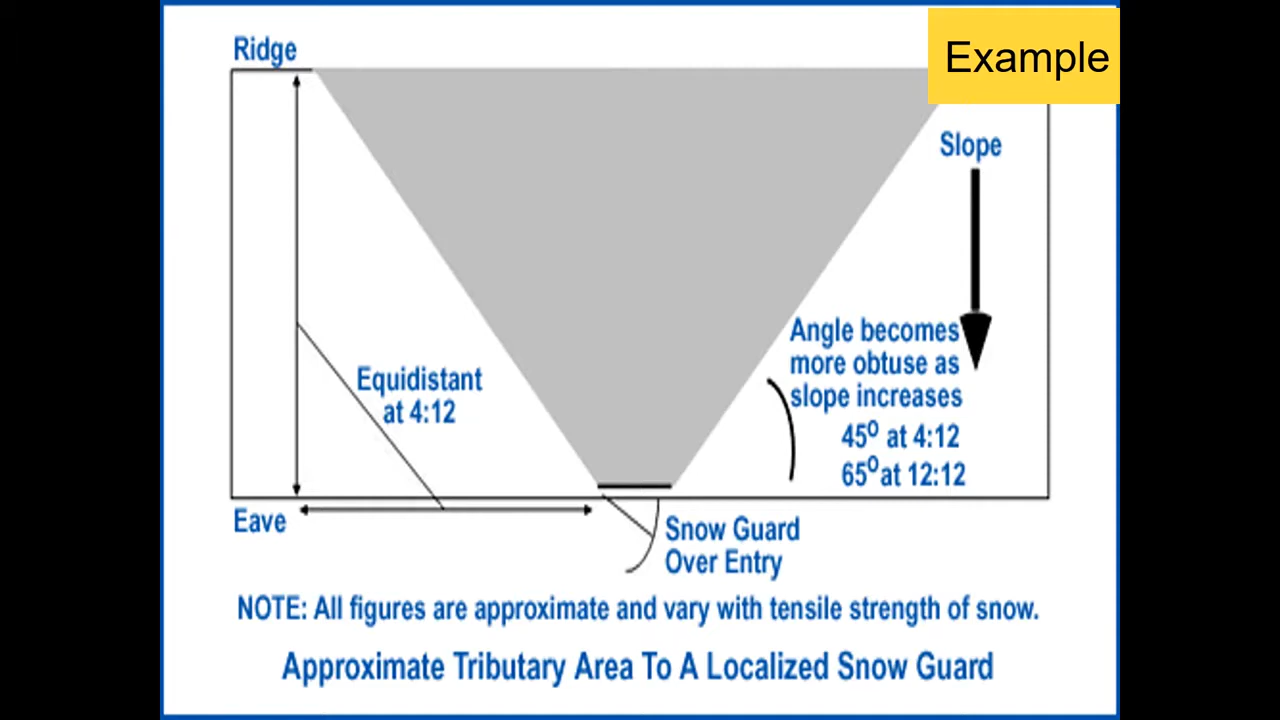 Ridge
Example
Slope
Angle becomes
more obtuse as
slope increases
45° at 4:12
65° at 12:12
Equidistant
at 4:12
Eave
Snow Guard
Over Entry
NOTE: All figures are approximate and vary with tensile strength of snow.
Approximate Tributary Area To A Localized Snow Guard